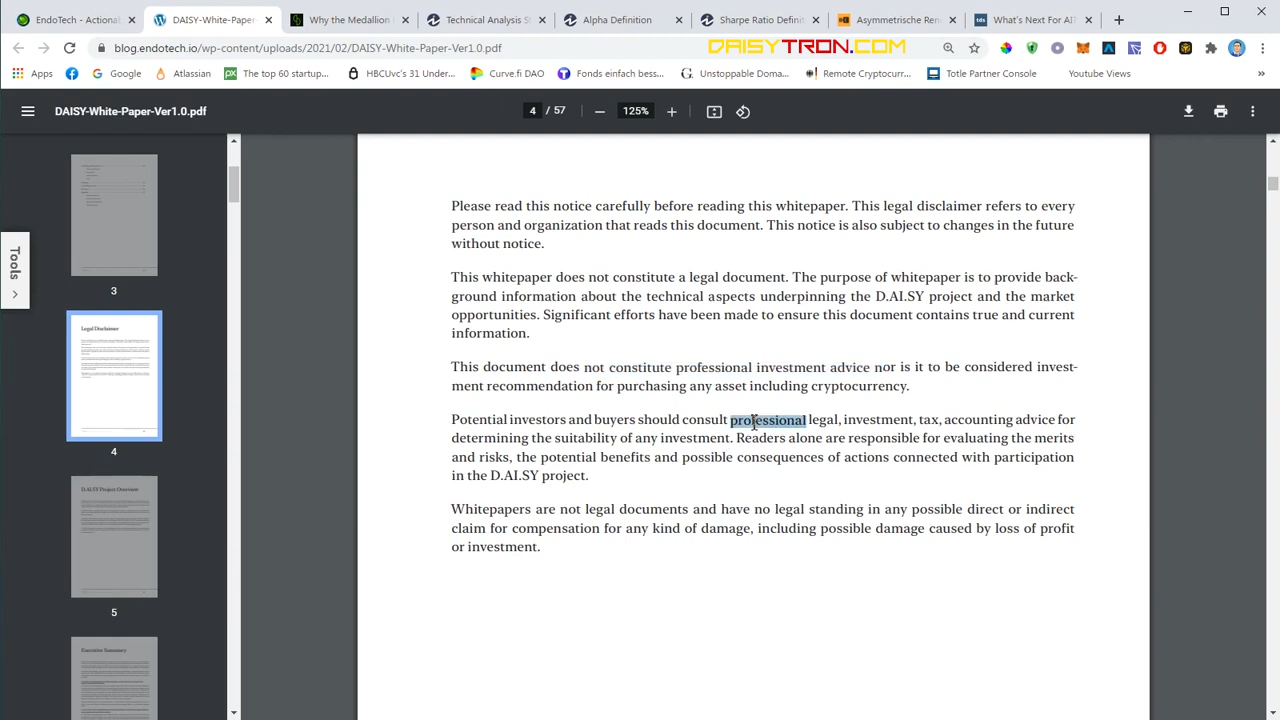 EndoTech - Actional
DAISY-White-Paper-
Why the Medallion
Technical Analysis S
Alpha Definition
Sharpe Ratio Definit
Asymmetrische Ren
What's Next For AI?
blog.endotech.io/wp-content/uploads/2021/02/DAISY-White-Paper-Ver1.0.pdf
DAISYTRON.COM
Apps
Google
Atlassian
The top 60 startup...
HBCUvc's 31 Under...
Curve.fi DAO
Fonds einfach bess...
Unstoppable Doma...
Remote Cryptocurr...
Totle Partner Console
Youtube Views
»
DAISY-White-Paper-Ver1.0.pdf
4 / 57
125%
Tools
3
Legal Disclaimer
4
D.AI.SY Project Overview
5
Executive Summary
Please read this notice carefully before reading this whitepaper. This legal disclaimer refers to every
person and organization that reads this document. This notice is also subject to changes in the future
without notice.
This whitepaper does not constitute a legal document. The purpose of whitepaper is to provide back-
ground information about the technical aspects underpinning the D.AI.SY project and the market
opportunities. Significant efforts have been made to ensure this document contains true and current
information.
This document does not constitute professional investment advice nor is it to be considered invest-
ment recommendation for purchasing any asset including cryptocurrency.
Potential investors and buyers should consult professional legal, investment, tax, accounting advice for
determining the suitability of any investment. Readers alone are responsible for evaluating the merits
and risks, the potential benefits and possible consequences of actions connected with participation
in the D.AI.SY project.
Whitepapers are not legal documents and have no legal standing in any possible direct or indirect
claim for compensation for any kind of damage, including possible damage caused by loss of profit
or investment.